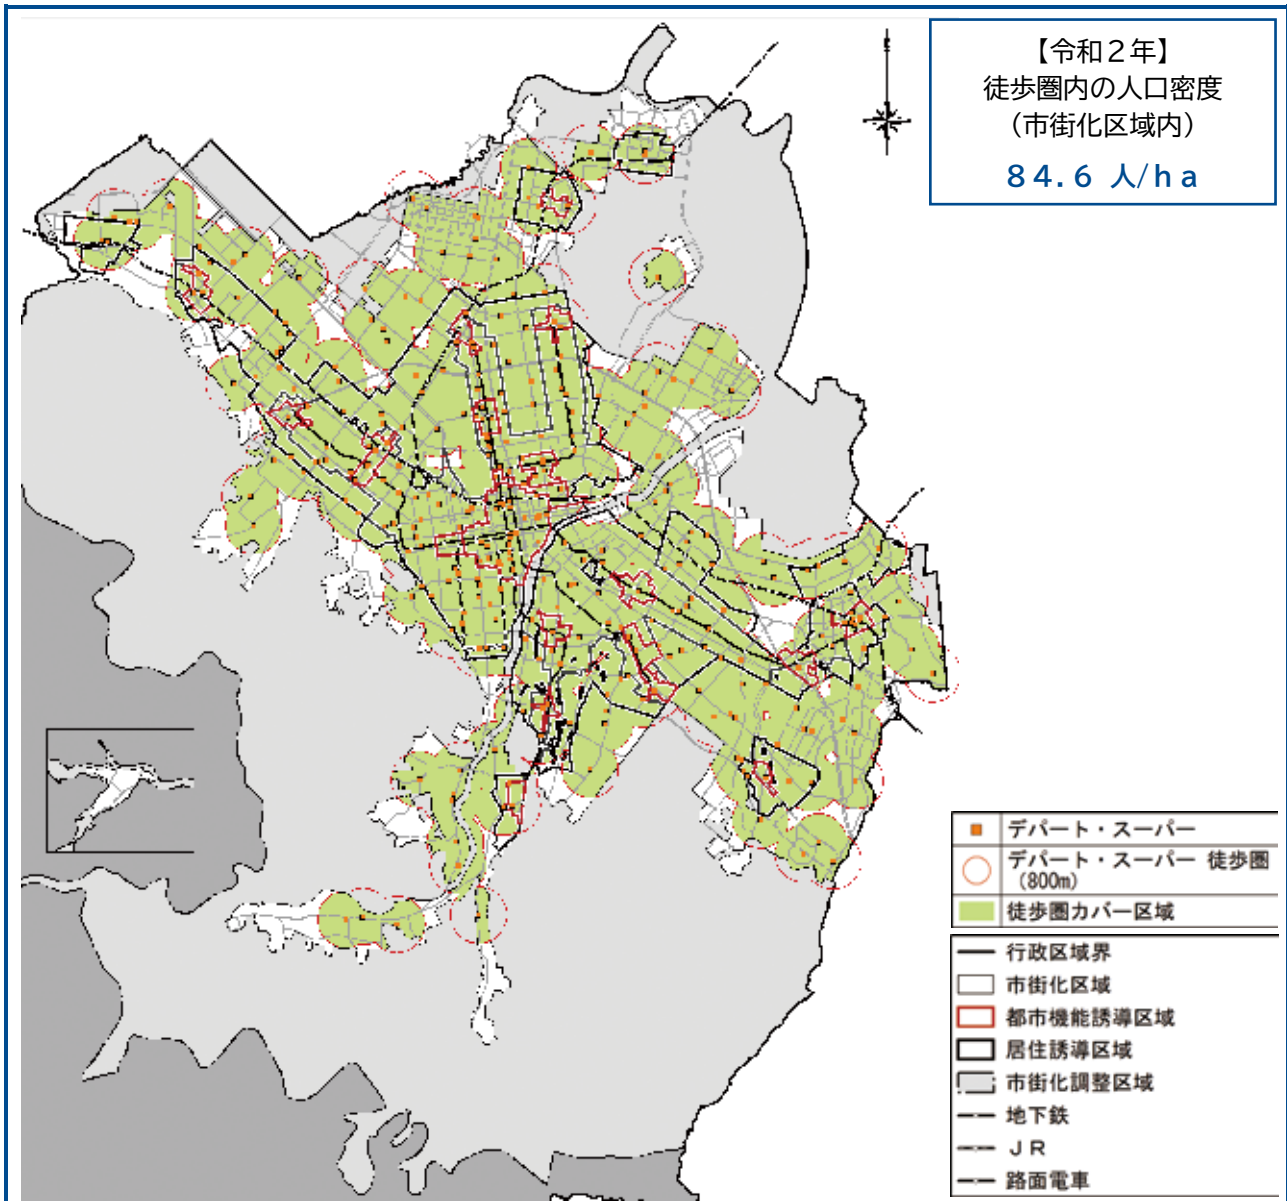 【令和２年】
徒歩圏内の人口密度
（市街化区域内）
８４．６ 人/ｈａ
デパート・スーパー
デパート・スーパー 徒歩圏
（800m）
徒歩圏カバー区域
行政区域界
市街化区域
都市機能誘導区域
居住誘導区域
市街化調整区域
地下鉄
ＪＲ
路面電車